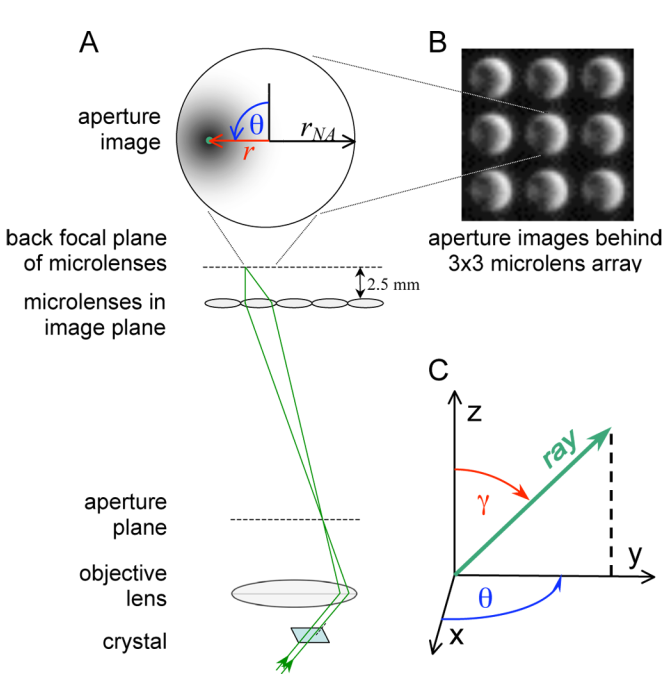 A
B
aperture
image
θ
r
r_NA
back focal plane
of microlenses
2.5 mm
microlenses in
image plane
aperture images behind
3x3 microlens array
C
z
ray
γ
y
θ
x
aperture
plane
objective
lens
crystal